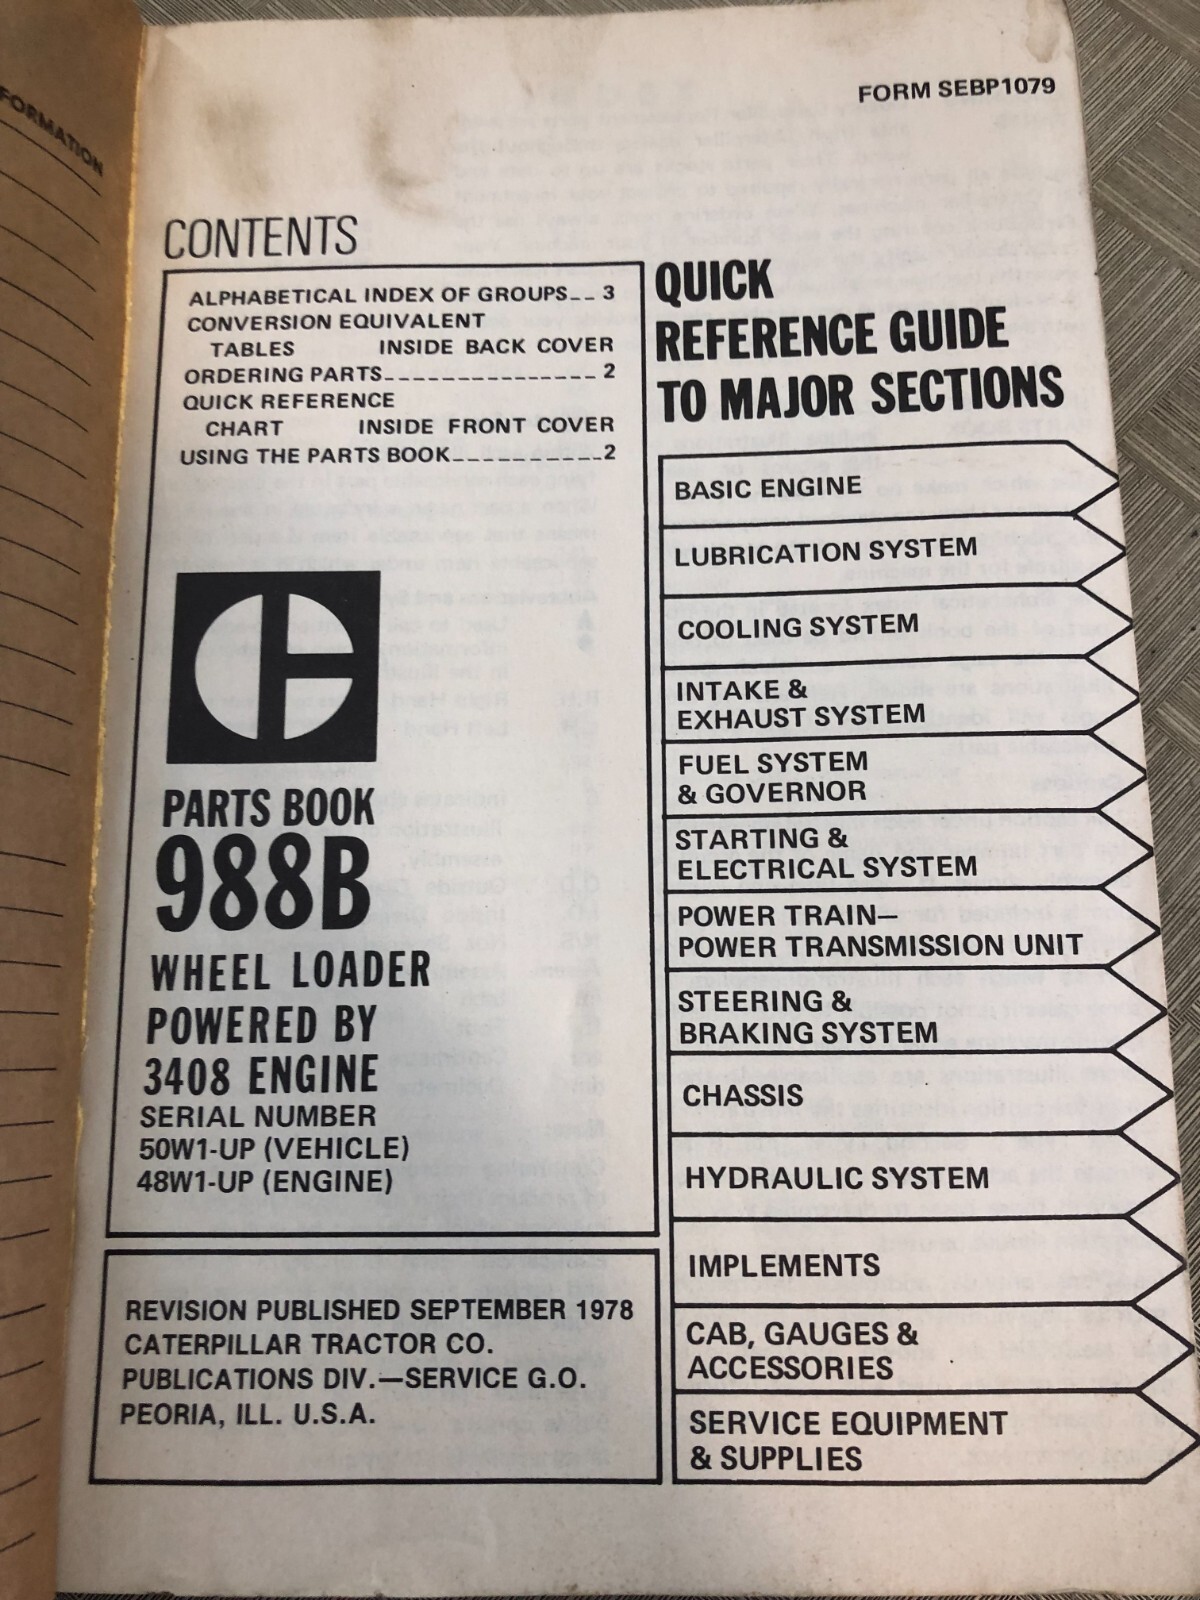 FORMATION
FORM SEBP1079
CONTENTS
ALPHABETICAL INDEX OF GROUPS__ 3
CONVERSION EQUIVALENT
TABLES INSIDE BACK COVER
ORDERING PARTS_______________ 2
QUICK REFERENCE
CHART INSIDE FRONT COVER
USING THE PARTS BOOK___________2
PARTS BOOK
988B
WHEEL LOADER
POWERED BY
3408 ENGINE
SERIAL NUMBER
50W1-UP (VEHICLE)
48W1-UP (ENGINE)
REVISION PUBLISHED SEPTEMBER 1978
CATERPILLAR TRACTOR CO.
PUBLICATIONS DIV.—SERVICE G.O.
PEORIA, ILL. U.S.A.
QUICK
REFERENCE GUIDE
TO MAJOR SECTIONS
BASIC ENGINE
LUBRICATION SYSTEM
COOLING SYSTEM
INTAKE &
EXHAUST SYSTEM
FUEL SYSTEM
& GOVERNOR
STARTING &
ELECTRICAL SYSTEM
POWER TRAIN—
POWER TRANSMISSION UNIT
STEERING &
BRAKING SYSTEM
CHASSIS
HYDRAULIC SYSTEM
IMPLEMENTS
CAB, GAUGES &
ACCESSORIES
SERVICE EQUIPMENT
& SUPPLIES